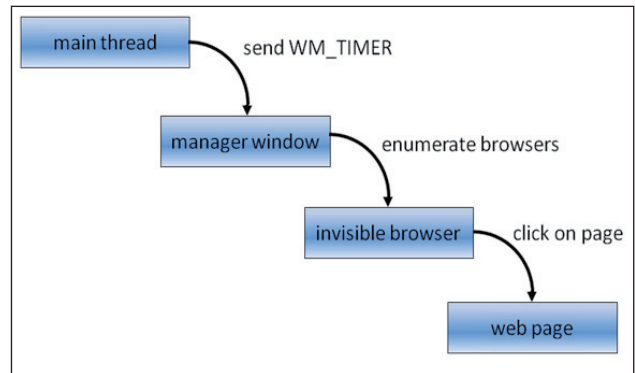 main thread
send WM_TIMER
manager window
enumerate browsers
invisible browser
click on page
web page